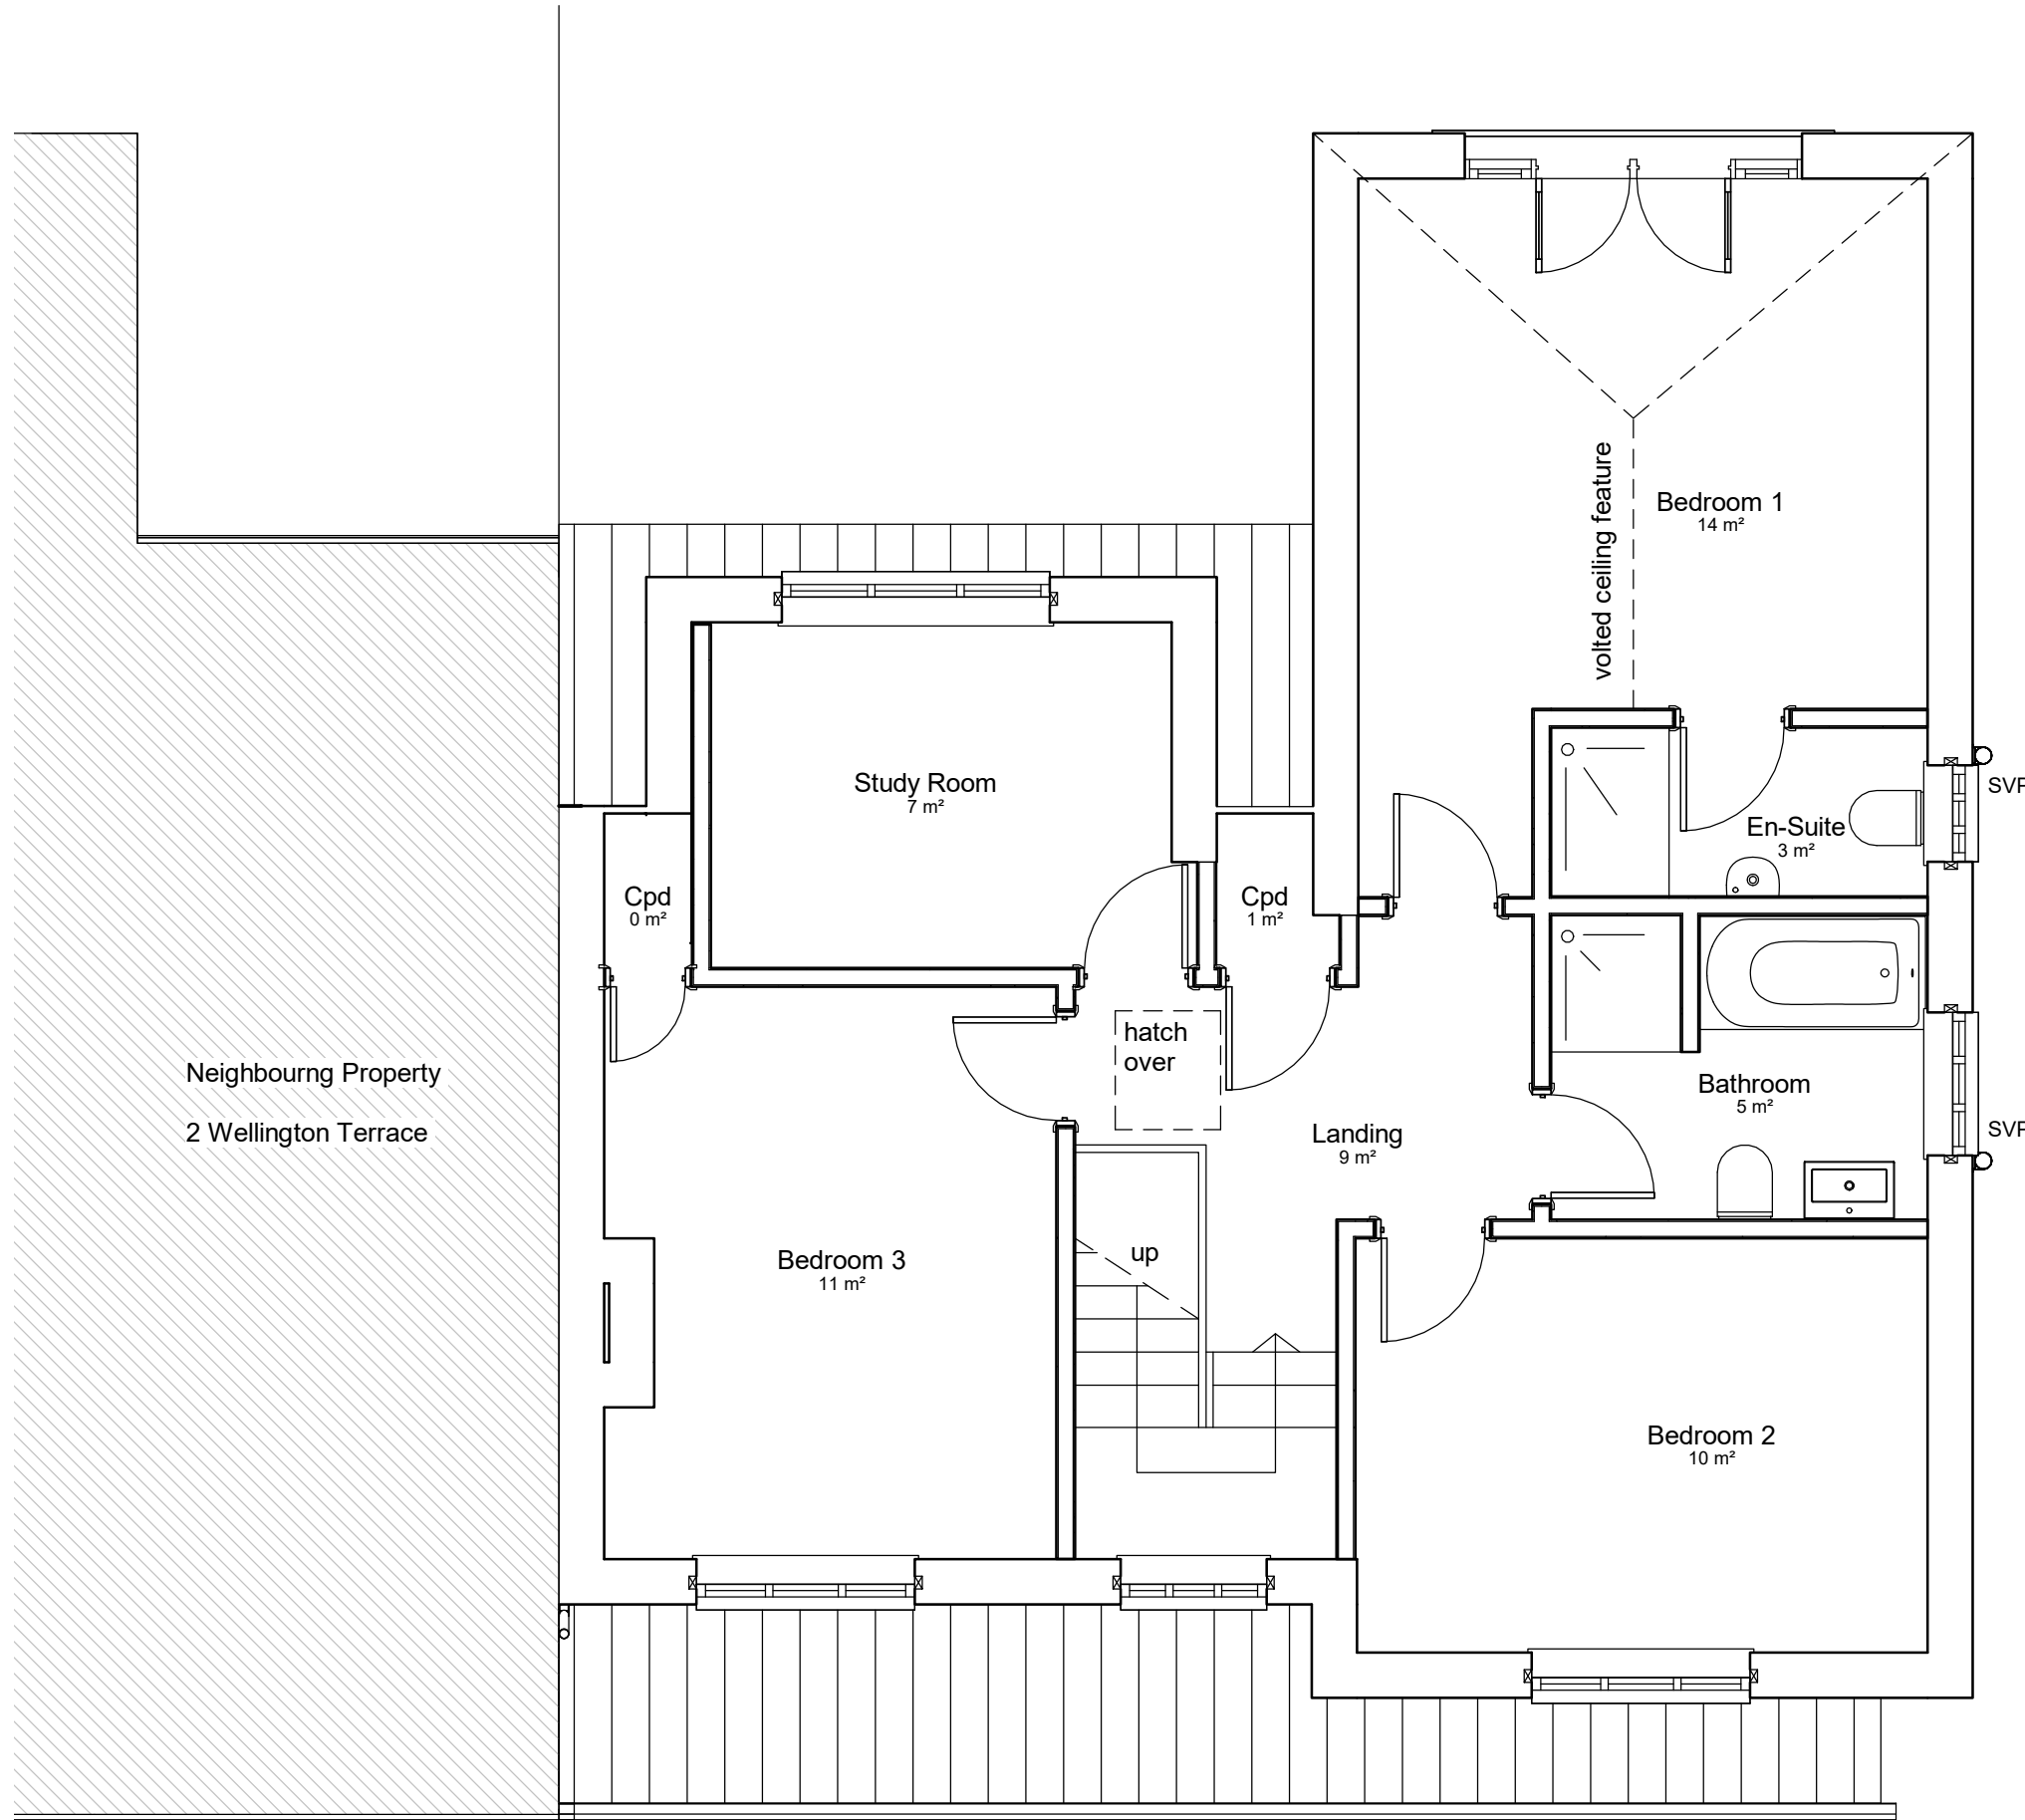 volted ceiling feature
Bedroom 1
14 m²
Study Room
7 m²
SVP
En-Suite
3 m²
Cpd
0 m²
Cpd
1 m²
hatch
over
Neighbourng Property
2 Wellington Terrace
Bathroom
5 m²
SVP
Landing
9 m²
up
Bedroom 3
11 m²
Bedroom 2
10 m²